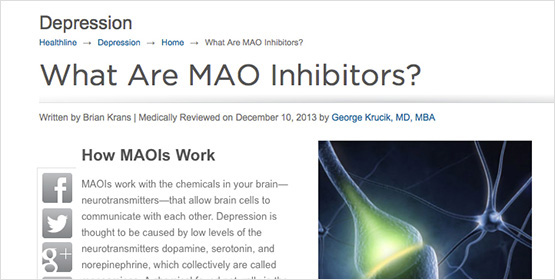 Depression
Healthline → Depression → Home → What Are MAO Inhibitors?
What Are MAO Inhibitors?
Written by Brian Krans | Medically Reviewed on December 10, 2013 by George Krucik, MD, MBA
How MAOIs Work
MAOIs work with the chemicals in your brain—
neurotransmitters—that allow brain cells to
communicate with each other. Depression is
thought to be caused by low levels of the
neurotransmitters dopamine, serotonin, and
norepinephrine, which collectively are called